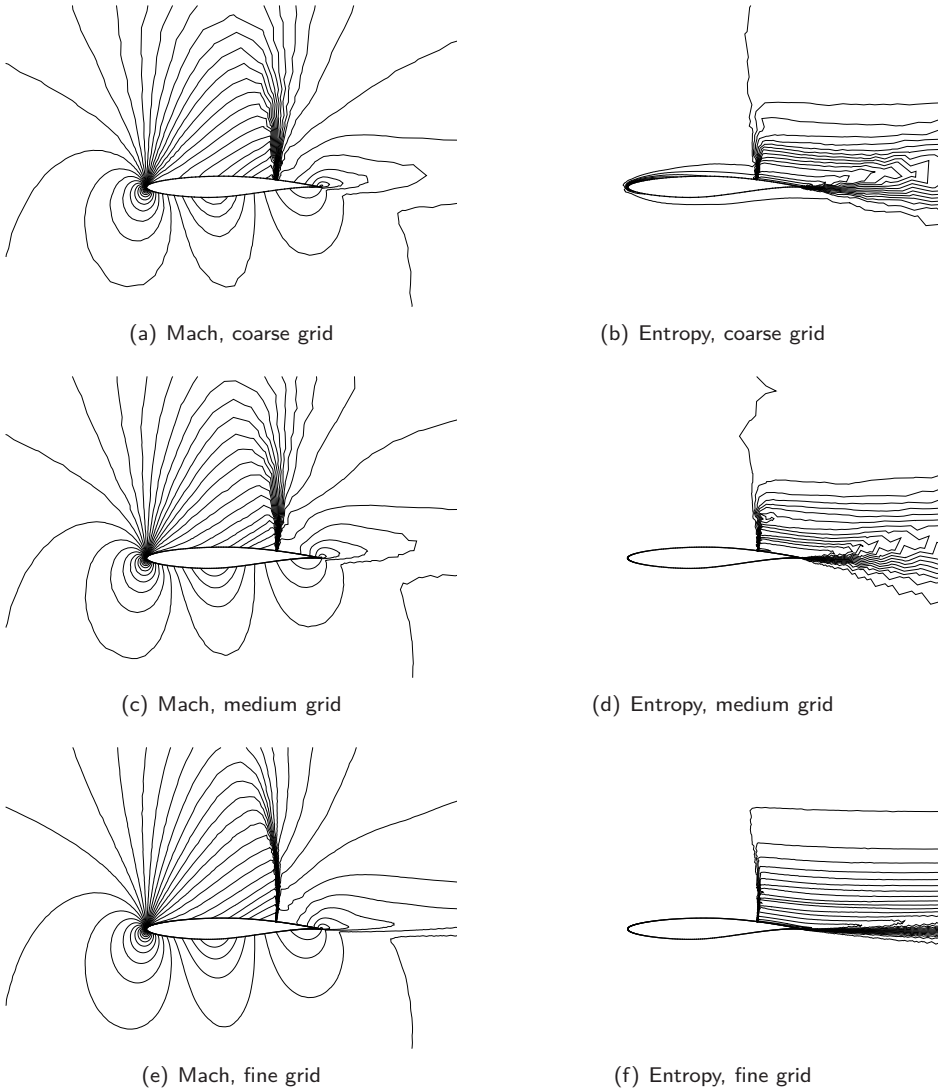 (a) Mach, coarse grid
(b) Entropy, coarse grid
(c) Mach, medium grid
(d) Entropy, medium grid
(e) Mach, fine grid
(f) Entropy, fine grid